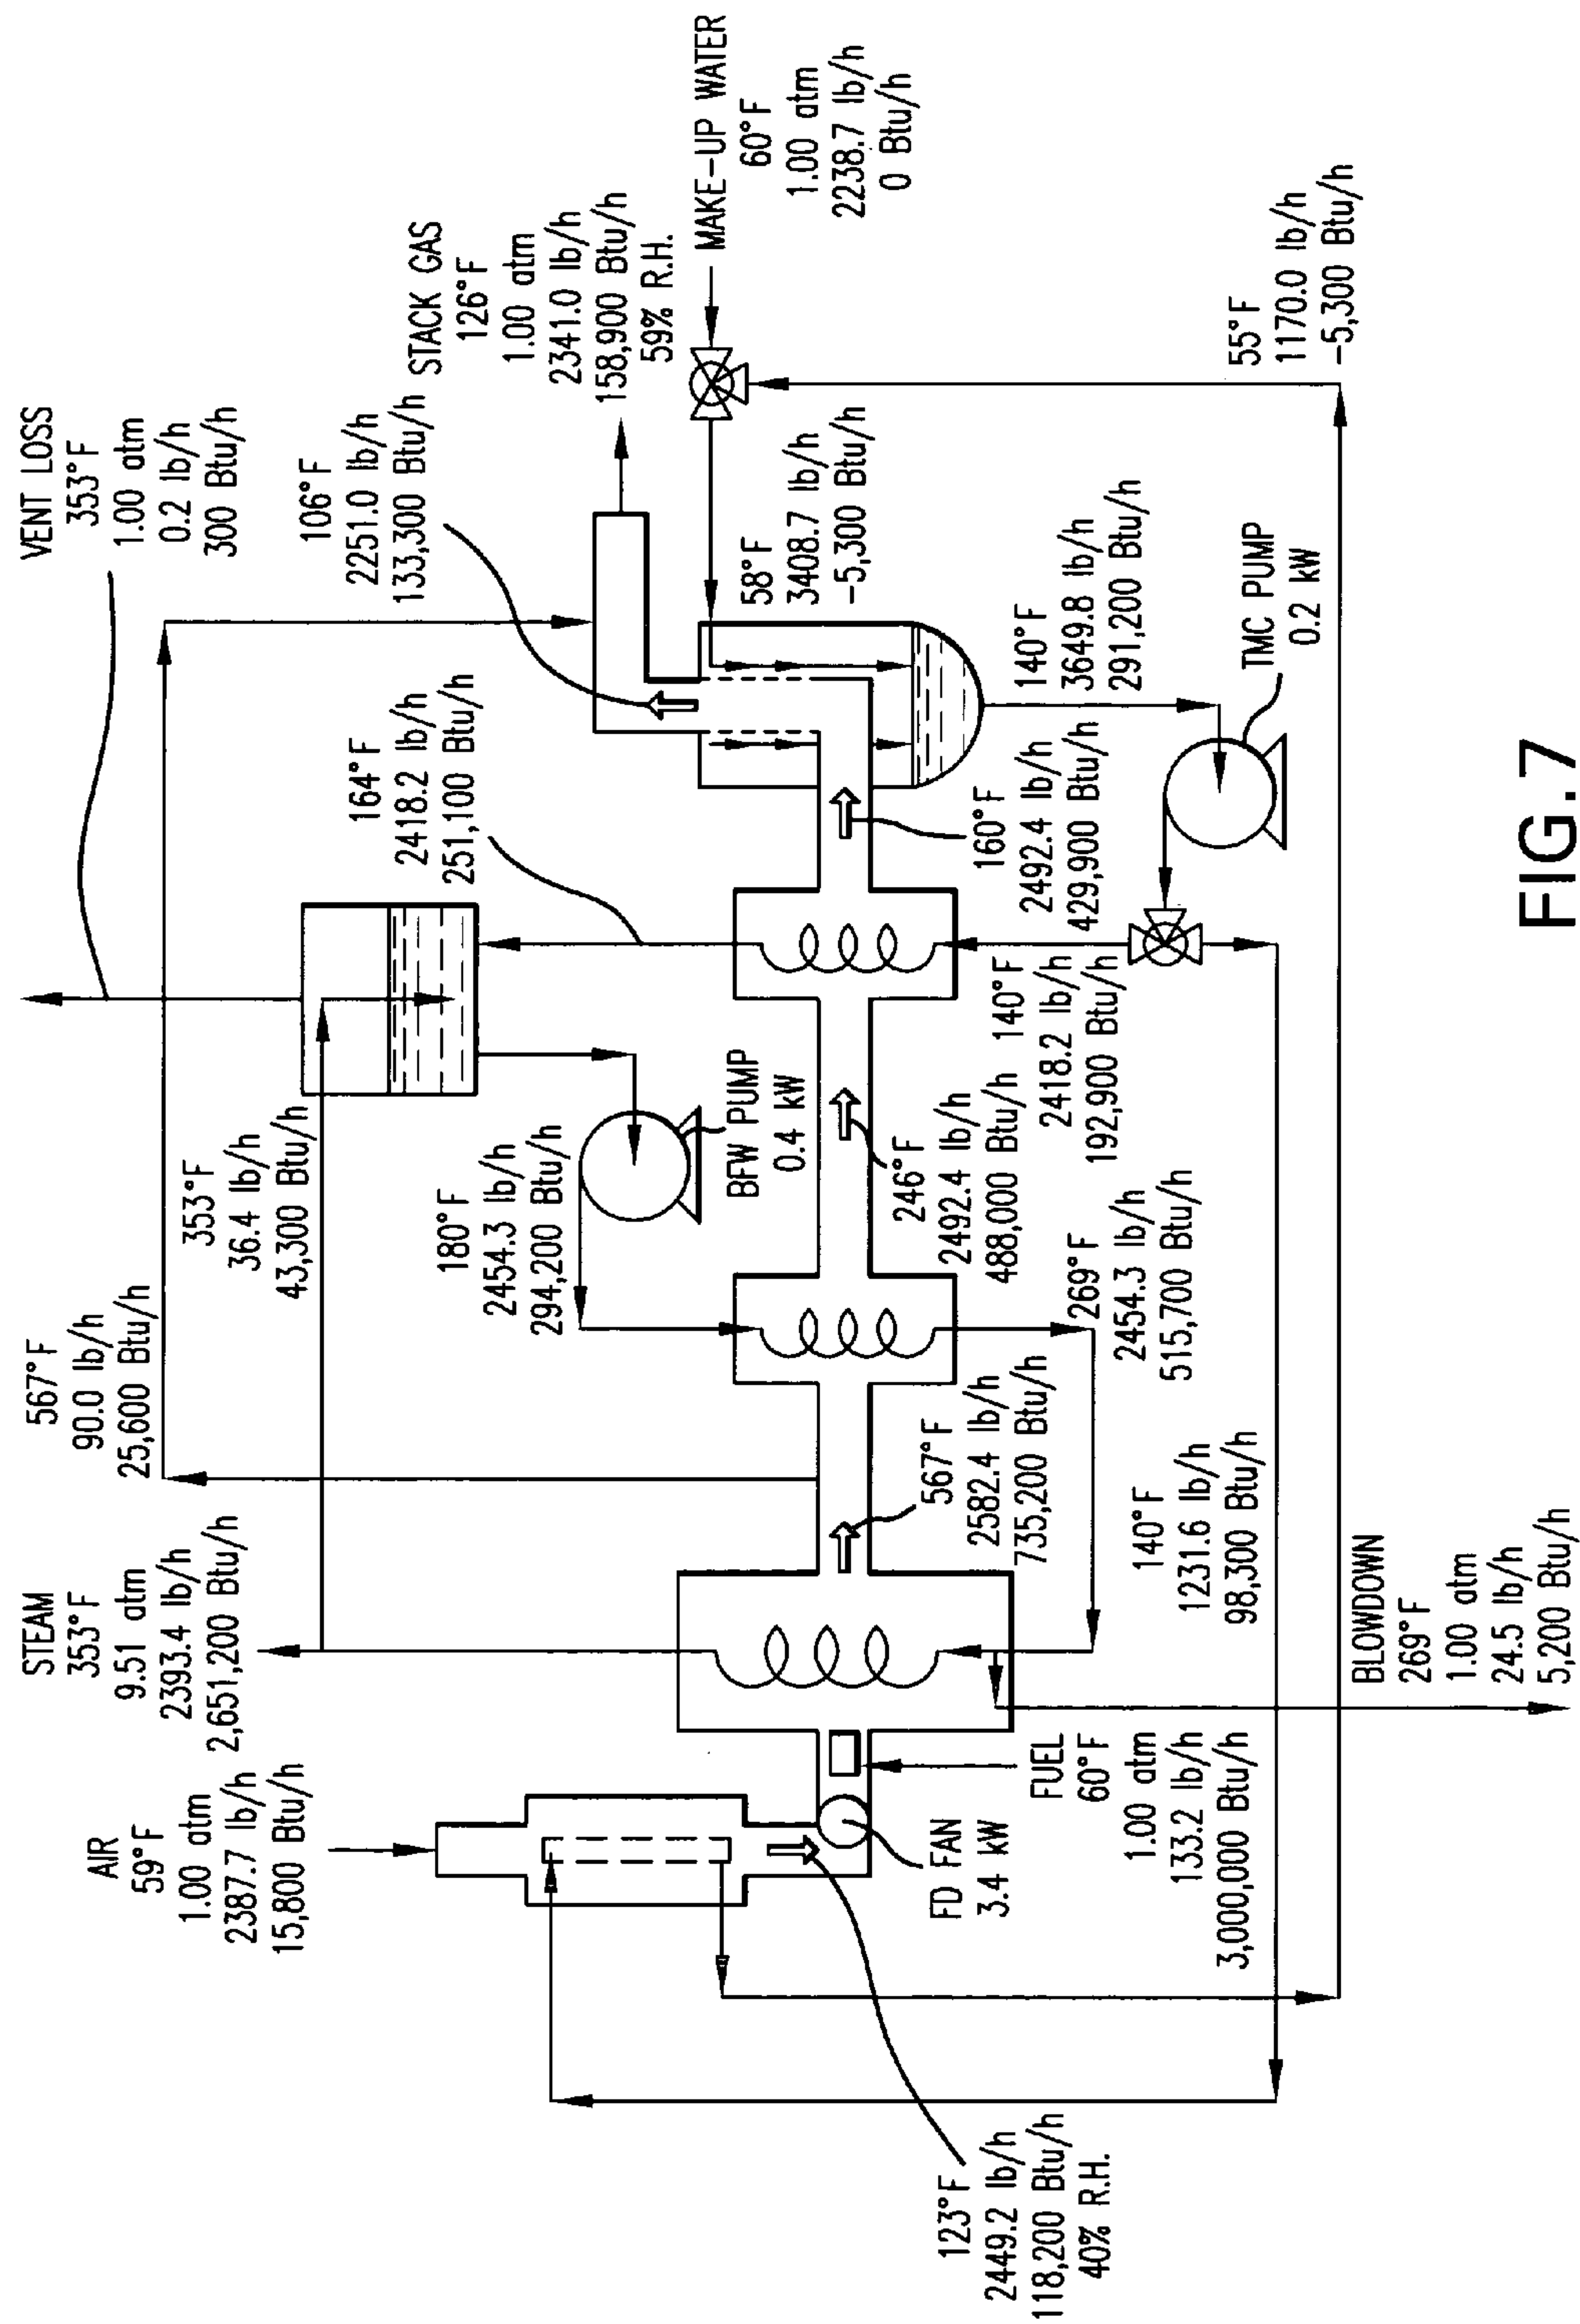 AIR
59°F
1.00 atm
2387.7 lb/h
15,800 Btu/h
STEAM
353°F
9.51 atm
2393.4 lb/h
2,651,200 Btu/h
567°F
90.0 lb/h
25,600 Btu/h
353°F
36.4 lb/h
43,300 Btu/h
VENT LOSS
353°F
1.00 atm
0.2 lb/h
300 Btu/h
180°F
2454.3 lb/h
294,200 Btu/h
BFW PUMP
0.4 kW
164°F
2418.2 lb/h
251,100 Btu/h
106°F
2251.0 lb/h
133,300 Btu/h
STACK GAS
126°F
1.00 atm
2341.0 lb/h
158,900 Btu/h
59% R.H.
MAKE-UP WATER
60°F
1.00 atm
2238.7 lb/h
0 Btu/h
58°F
3408.7 lb/h
-5,300 Btu/h
123°F
2449.2 lb/h
118,200 Btu/h
40% R.H.
FD FAN
3.4 kW
FUEL
60°F
1.00 atm
133.2 lb/h
3,000,000 Btu/h
567°F
2582.4 lb/h
735,200 Btu/h
246°F
2492.4 lb/h
488,000 Btu/h
269°F
2454.3 lb/h
515,700 Btu/h
140°F
2418.2 lb/h
192,900 Btu/h
160°F
2492.4 lb/h
429,900 Btu/h
140°F
3649.8 lb/h
291,200 Btu/h
TMC PUMP
0.2 kW
140°F
1231.6 lb/h
98,300 Btu/h
55°F
1170.0 lb/h
-5,300 Btu/h
BLOWDOWN
269°F
1.00 atm
24.5 lb/h
5,200 Btu/h
FIG.7